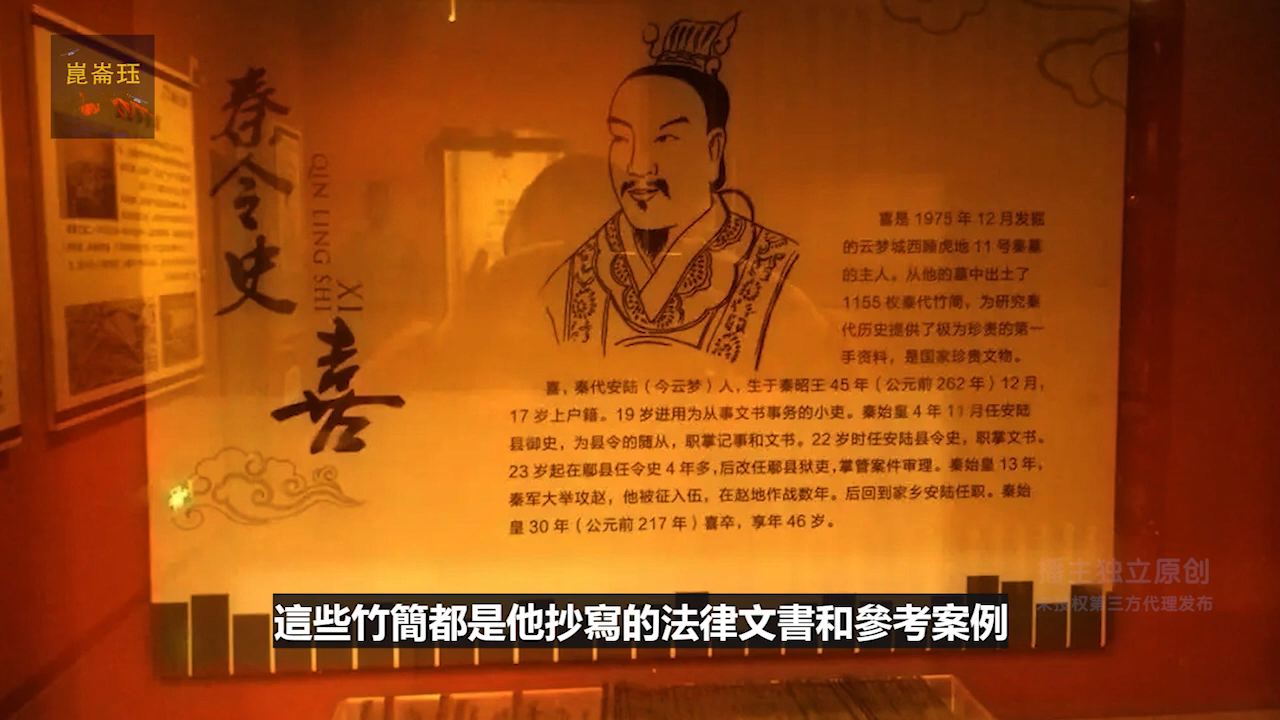 崑崙珏
秦令史
QIN LING SHI
XI
喜
喜是 1975 年 12 月发掘
的云梦城西睡虎地 11 号秦墓
的主人。从他的墓中出土了
1155 枚秦代竹简，为研究秦
代历史提供了极为珍贵的第一
手资料，是国家珍贵文物。
喜，秦代安陆（今云梦）人，生于秦昭王 45 年（公元前 262 年）12 月，
17 岁上户籍。19 岁进用为从事文书事务的小吏。秦始皇 4 年 11 月任安陆
县御史，为县令的随从，职掌记事和文书。22 岁时任安陆县令史，职掌文书。
23 岁起在鄢县任令史 4 年多，后改任鄢县狱吏，掌管案件审理。秦始皇 13 年，
秦军大举攻赵，他被征入伍，在赵地作战数年。后回到家乡安陆任职。秦始
皇 30 年（公元前 217 年）喜卒，享年 46 岁。
播主独立原创
未授权第三方代理发布
這些竹簡都是他抄寫的法律文書和參考案例